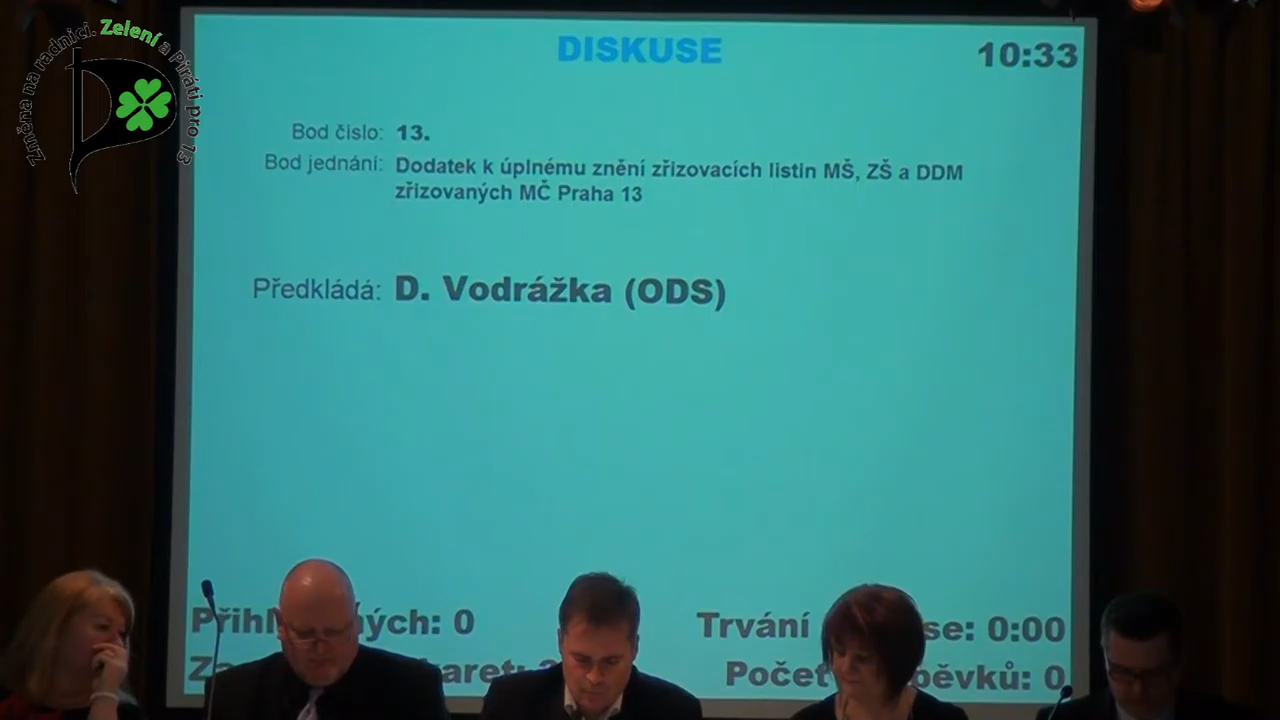 Změna na radnici. Zelení a Piráti pro 13
DISKUSE
10:33
Bod číslo: 13.
Bod jednání: Dodatek k úplnému znění zřizovacích listin MŠ, ZŠ a DDM
zřizovaných MČ Praha 13
Předkládá: D. Vodrážka (ODS)
ých: 0
Trvání se: 0:00
Počet pěvků: 0